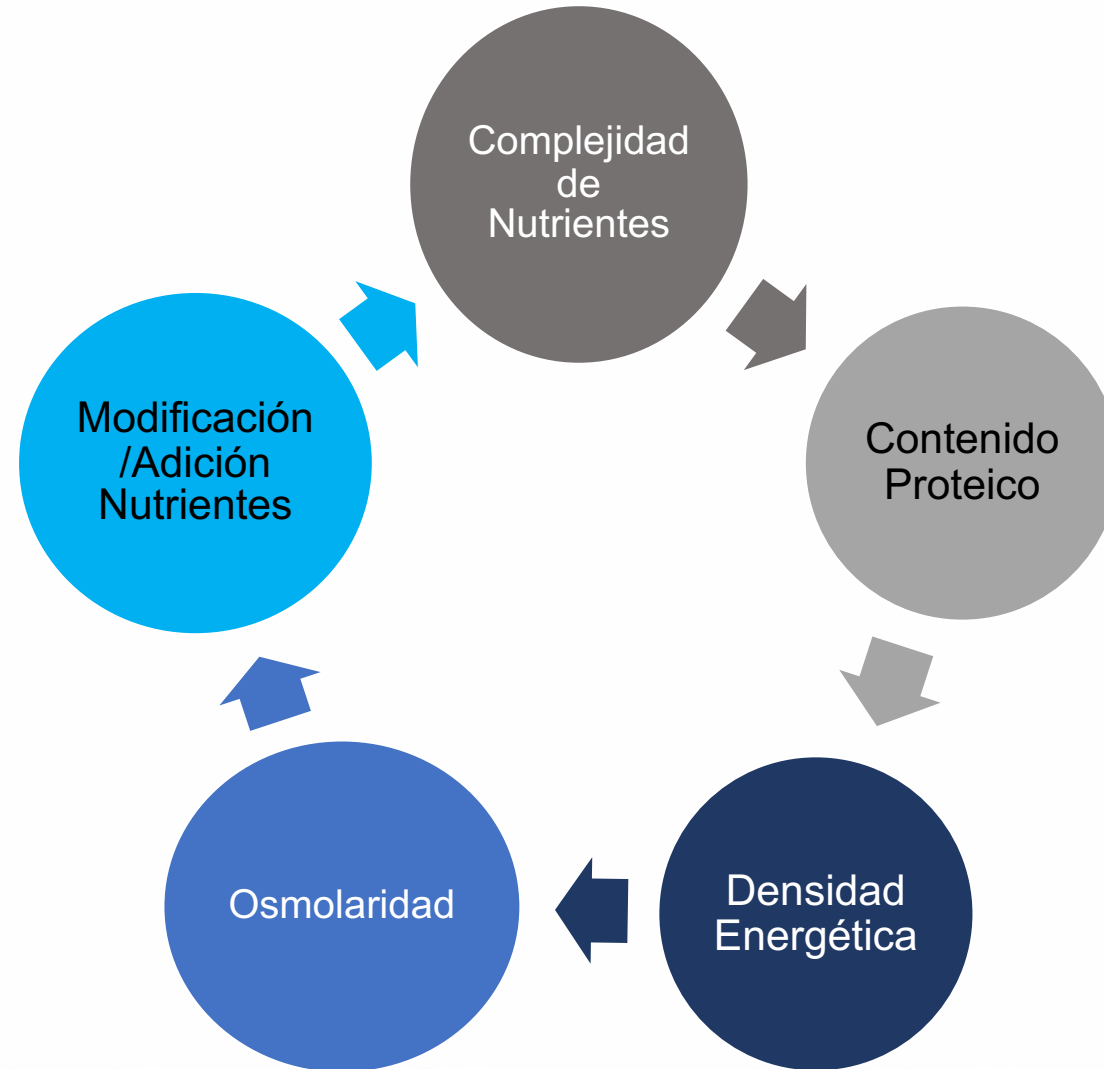 Complejidad
de
Nutrientes
Contenido
Proteico
Densidad
Energética
Osmolaridad
Modificación
/Adición
Nutrientes